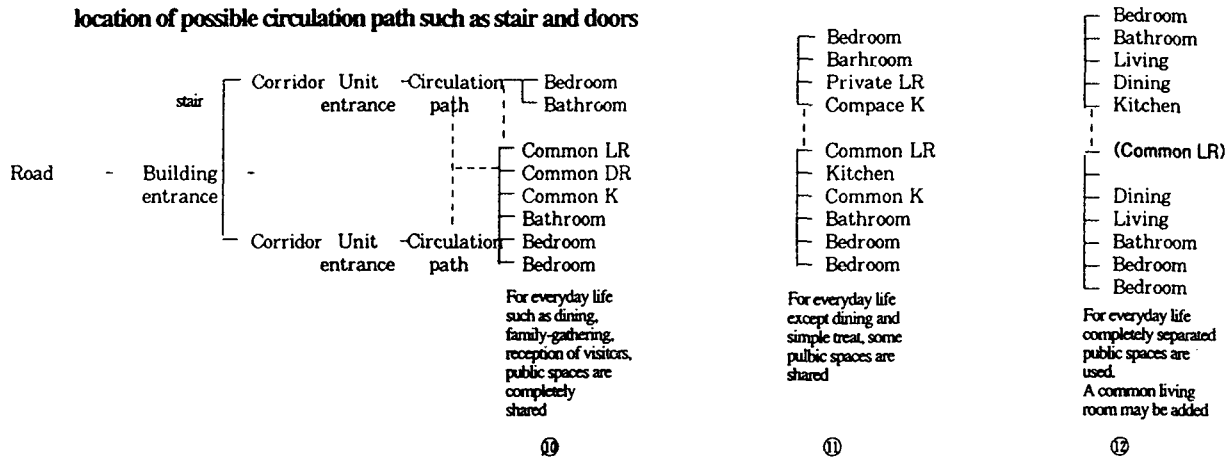 location of possible circulation path such as stair and doors
stair
Road - Building entrance -
Corridor Unit entrance -Circulation path
Corridor Unit entrance -Circulation path
Bedroom
Bathroom
Common LR
Common DR
Common K
Bathroom
Bedroom
Bedroom
For everyday life
such as dining,
family-gathering,
reception of visitors,
public spaces are
completely
shared
⑩
Bedroom
Barhroom
Private LR
Compace K
Common LR
Kitchen
Common K
Bathroom
Bedroom
Bedroom
For everyday life
except dining and
simple treat, some
pulbic spaces are
shared
⑪
Bedroom
Bathroom
Living
Dining
Kitchen
(Common LR)
Dining
Living
Bathroom
Bedroom
Bedroom
For everyday life
completely separated
public spaces are
used.
A common living
room may be added
⑫